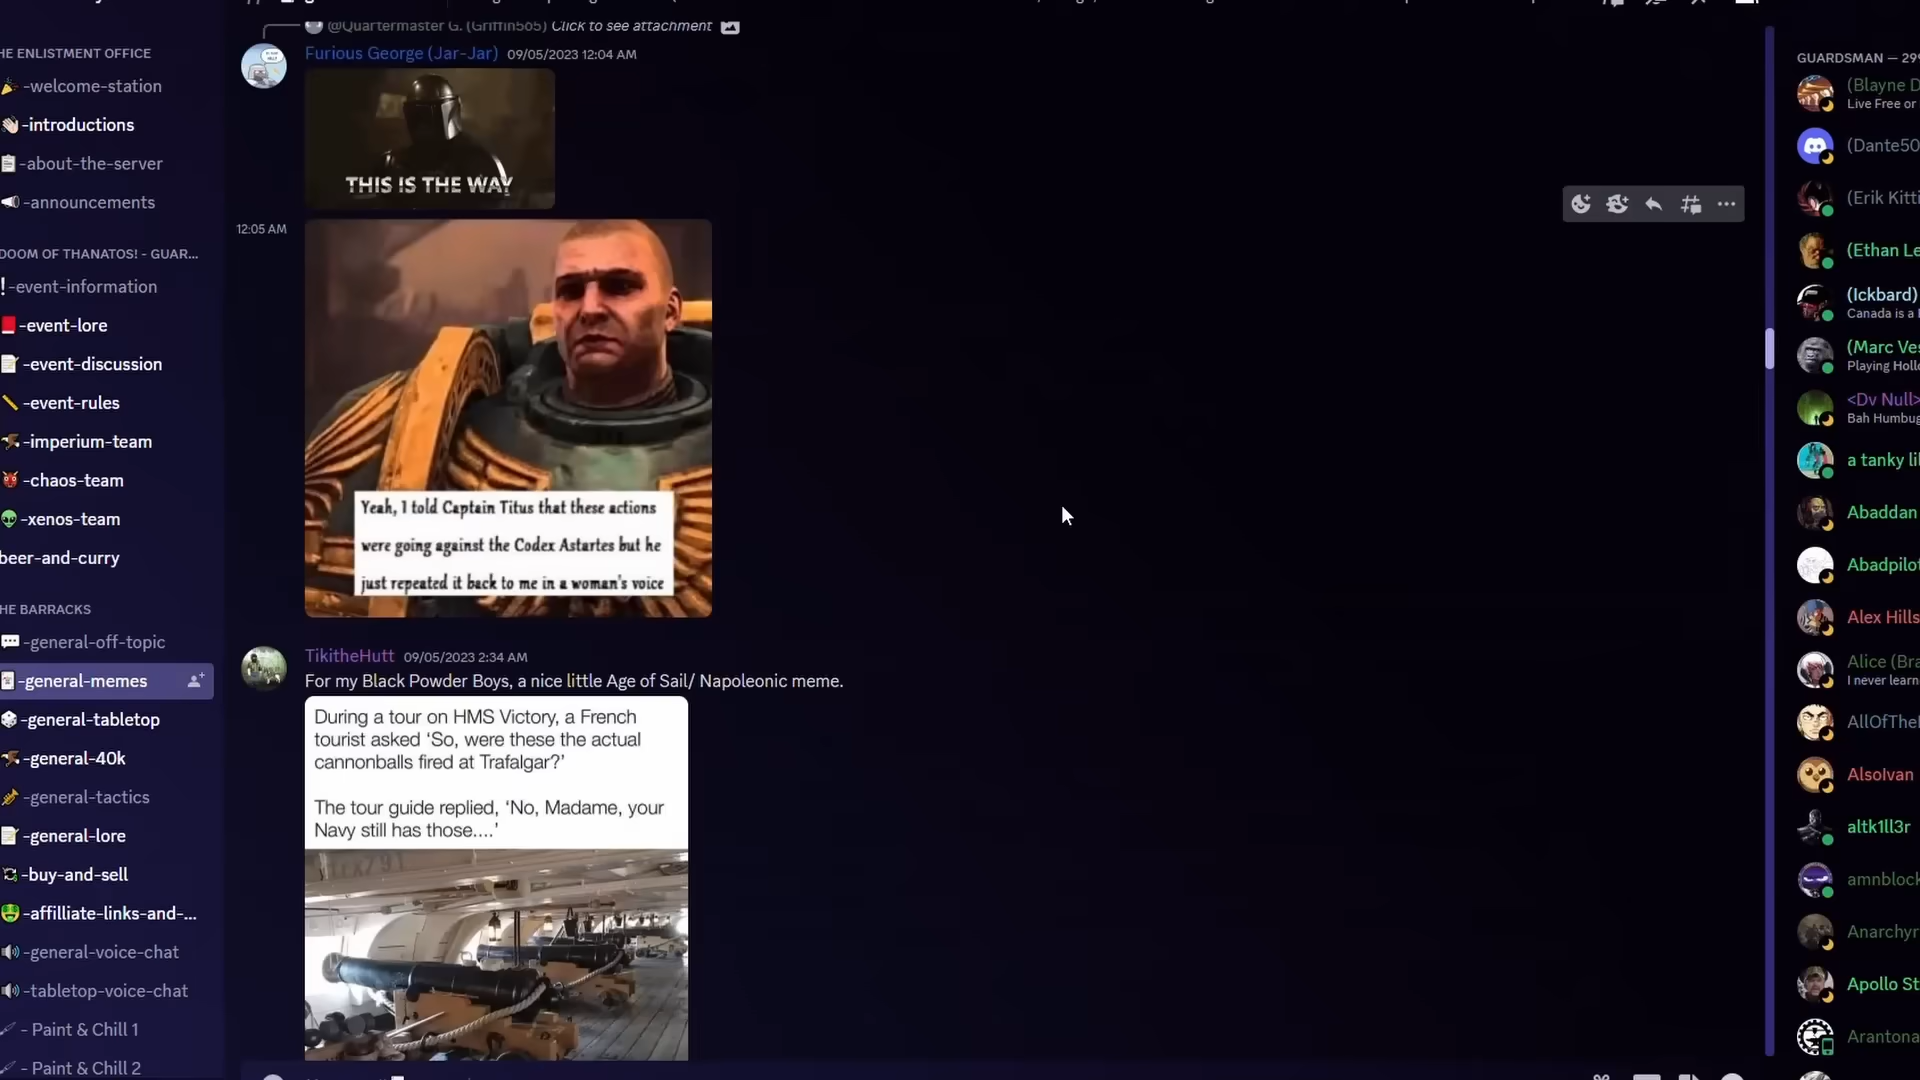 THE ENLISTMENT OFFICE
-welcome-station
-introductions
-about-the-server
-announcements
DOOM OF THANATOS! - GUAR...
-event-information
-event-lore
-event-discussion
-event-rules
-imperium-team
-chaos-team
-xenos-team
beer-and-curry
HE BARRACKS
-general-off-topic
-general-memes
-general-tabletop
-general-40k
-general-tactics
-general-lore
-buy-and-sell
-affiliate-links-and-...
-general-voice-chat
-tabletop-voice-chat
- Paint & Chill 1
- Paint & Chill 2
@Quartermaster G. (Griffin565) Click to see attachment
Furious George (Jar-Jar) 09/05/2023 12:04 AM
THIS IS THE WAY
12:05 AM
Yeah, I told Captain Titus that these actions
were going against the Codex Astartes but he
just repeated it back to me in a woman's voice
TikitheHutt 09/05/2023 2:34 AM
For my Black Powder Boys, a nice little Age of Sail/ Napoleonic meme.
During a tour on HMS Victory, a French
tourist asked ‘So, were these the actual
cannonballs fired at Trafalgar?’
The tour guide replied, ‘No, Madame, your
Navy still has those....’
GUARDSMAN — 299
(Blayne D
Live Free or
(Dante50
(Erik Kitti
(Ethan Le
(Ickbard)
Canada is a
(Marc Ves
Playing Hollo
<Dv Null>
Bah Humbug
a tanky li
Abaddan
Abadpilot
Alex Hills
Alice (Bra
I never learn
AllOfThe
AlsoIvan
altk1ll3r
amnblock
Anarchyr
Apollo St
Arantona